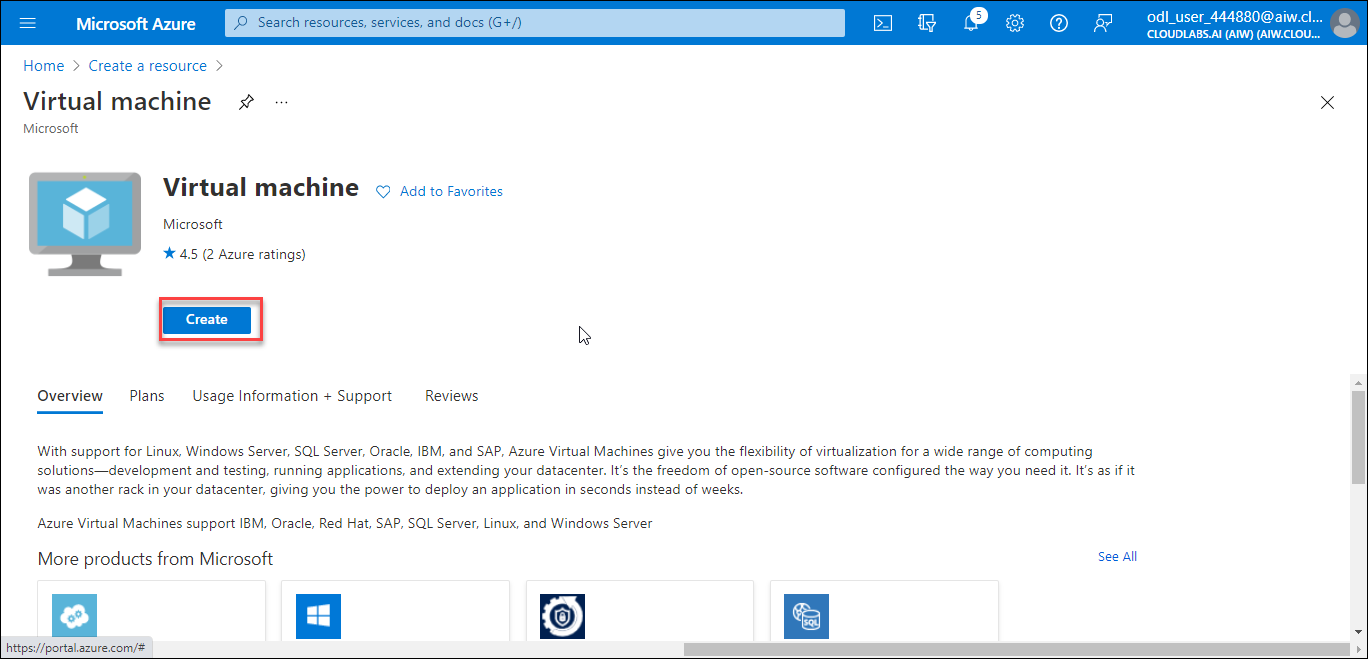 Microsoft Azure
Search resources, services, and docs (G+/)
5
odl_user_444880@aiw.cl...
CLOUDLABS.AI (AIW) (AIW.CLOU...
Home > Create a resource >
Virtual machine
...
Microsoft
Virtual machine
Add to Favorites
Microsoft
4.5 (2 Azure ratings)
Create
Overview
Plans
Usage Information + Support
Reviews
With support for Linux, Windows Server, SQL Server, Oracle, IBM, and SAP, Azure Virtual Machines give you the flexibility of virtualization for a wide range of computing
solutions—development and testing, running applications, and extending your datacenter. It's the freedom of open-source software configured the way you need it. It's as if it
was another rack in your datacenter, giving you the power to deploy an application in seconds instead of weeks.
Azure Virtual Machines support IBM, Oracle, Red Hat, SAP, SQL Server, Linux, and Windows Server
More products from Microsoft
See All
SQL
https://portal.azure.com/#